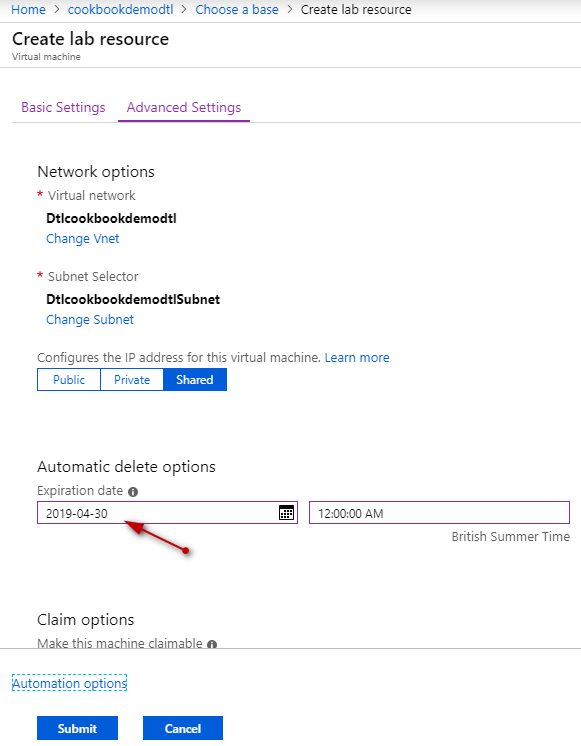 Home > cookbookdemodtl > Choose a base > Create lab resource
Create lab resource
Virtual machine
Basic Settings Advanced Settings
Network options
* Virtual network
Dtlcookbookdemodtl
Change Vnet
* Subnet Selector
DtlcookbookdemodtlSubnet
Change Subnet
Configures the IP address for this virtual machine. Learn more
Public Private Shared
Automatic delete options
Expiration date
2019-04-30 12:00:00 AM
British Summer Time
Claim options
Make this machine claimable
Automation options
Submit Cancel